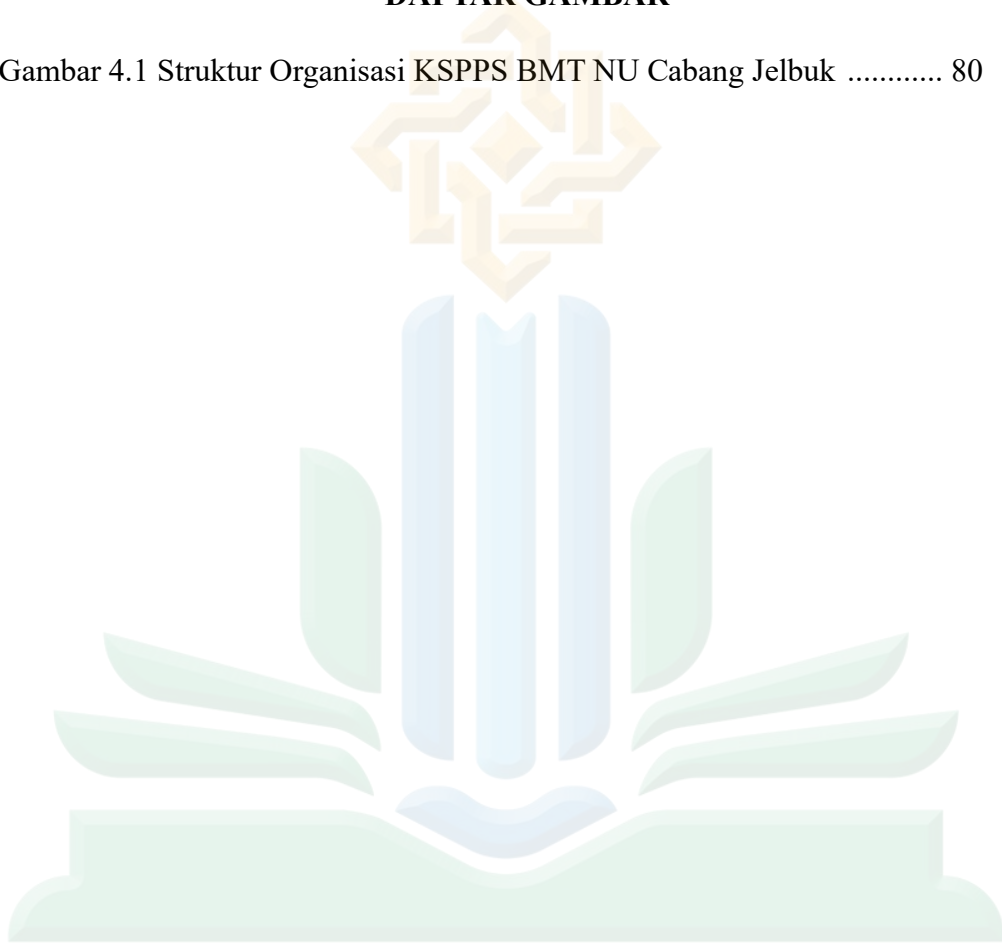 DAFTAR GAMBAR
Gambar 4.1 Struktur Organisasi KSPPS BMT NU Cabang Jelbuk ............ 80